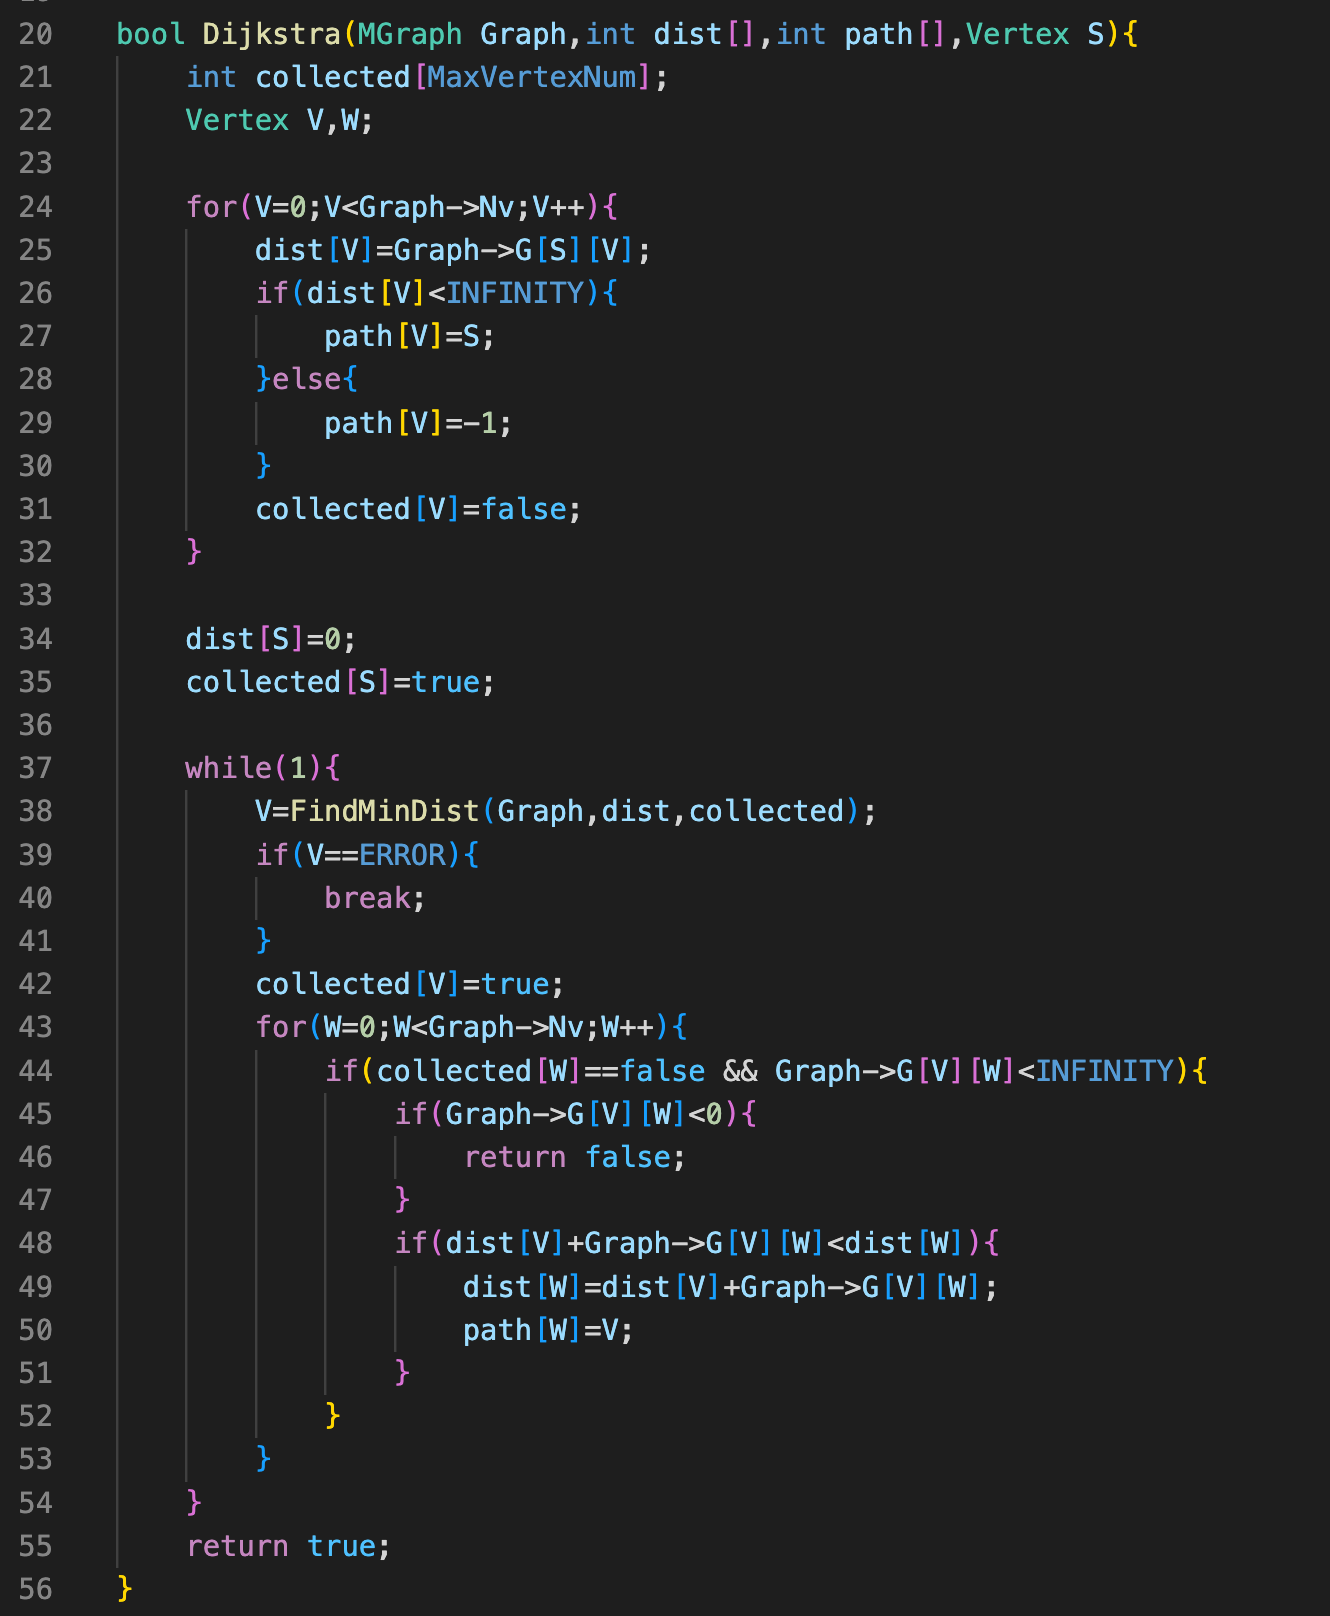 20 bool Dijkstra(MGraph Graph,int dist[],int path[],Vertex S){
21 int collected[MaxVertexNum];
22 Vertex V,W;
23
24 for(V=0;V<Graph->Nv;V++){
25 dist[V]=Graph->G[S][V];
26 if(dist[V]<INFINITY){
27 path[V]=S;
28 }else{
29 path[V]=-1;
30 }
31 collected[V]=false;
32 }
33
34 dist[S]=0;
35 collected[S]=true;
36
37 while(1){
38 V=FindMinDist(Graph,dist,collected);
39 if(V==ERROR){
40 break;
41 }
42 collected[V]=true;
43 for(W=0;W<Graph->Nv;W++){
44 if(collected[W]==false && Graph->G[V][W]<INFINITY){
45 if(Graph->G[V][W]<0){
46 return false;
47 }
48 if(dist[V]+Graph->G[V][W]<dist[W]){
49 dist[W]=dist[V]+Graph->G[V][W];
50 path[W]=V;
51 }
52 }
53 }
54 }
55 return true;
56 }